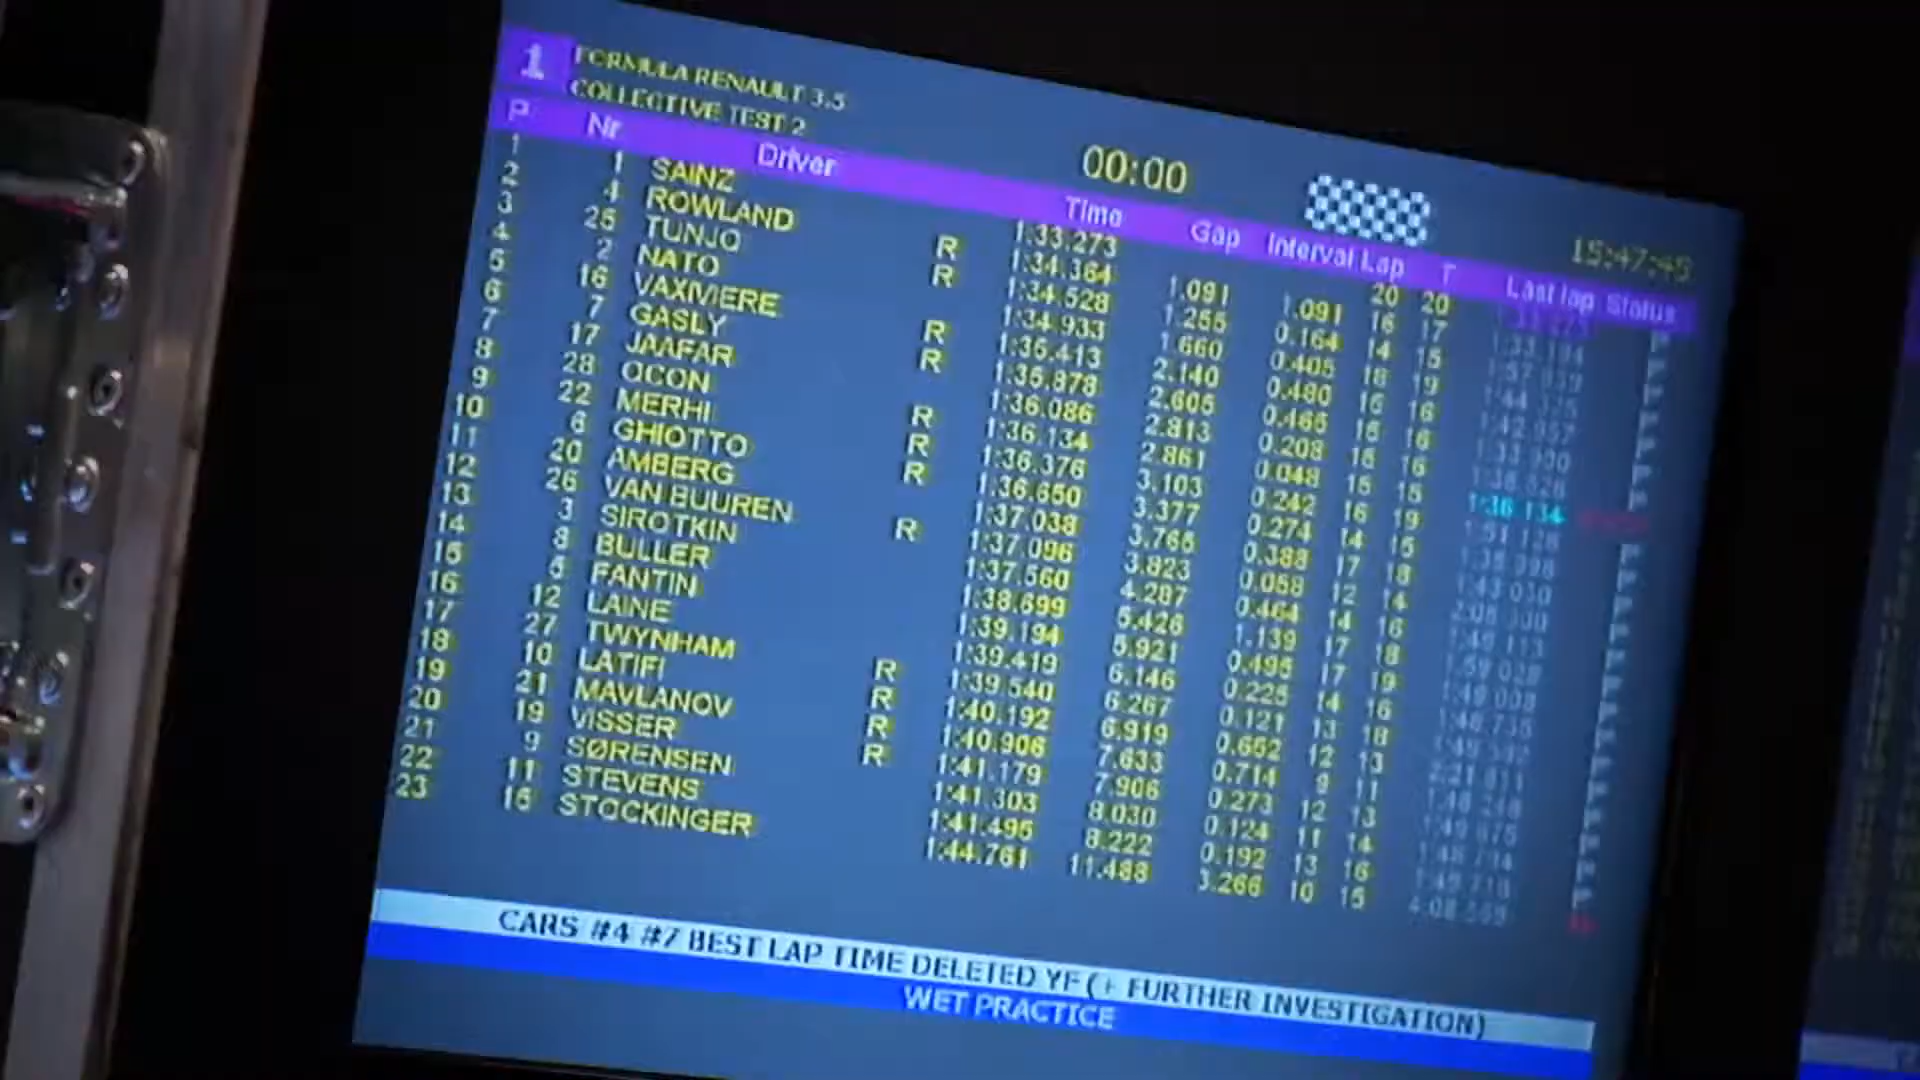 1 FORMULA RENAULT 3.5
COLLECTIVE TEST 2
00:00 15:47:45
P Nr Driver Time Gap Interval Lap T Last lap Status
1 1 SAINZ 1:33.273 20 20 P
2 4 ROWLAND R 1:34.364 1.091 1.091 16 17 P
3 25 TUNJO R 1:34.528 1.255 0.164 14 15 P
4 2 NATO 1:34.933 1.660 0.405 18 19 P
5 16 VAXIVIERE R 1:35.413 2.140 0.480 15 16 P
6 7 GASLY R 1:35.878 2.605 0.465 15 16 P
7 17 JAAFAR 1:36.086 2.813 0.208 15 16 P
8 28 OCON R 1:36.134 2.861 0.048 15 15 1:36.134
9 22 MERHI R 1:36.376 3.103 0.242 16 19 P
10 6 GHIOTTO R 1:36.650 3.377 0.274 14 15 P
11 20 AMBERG 1:37.038 3.765 0.388 17 18 P
12 26 VAN BUUREN R 1:37.096 3.823 0.058 12 14 P
13 3 SIROTKIN 1:37.560 4.287 0.464 14 16 P
14 8 BULLER 1:38.699 5.426 1.139 17 18 P
15 5 FANTIN 1:39.194 5.921 0.495 17 19 P
16 12 LAINE 1:39.419 6.146 0.225 14 16 P
17 27 TWYNHAM R 1:39.540 6.267 0.121 13 18 P
18 10 LATIFI R 1:40.192 6.919 0.652 12 13 P
19 21 MAVLANOV R 1:40.906 7.633 0.714 9 11 P
20 19 VISSER R 1:41.179 7.906 0.273 12 13 P
21 9 SØRENSEN 1:41.303 8.030 0.124 11 14 P
22 11 STEVENS 1:41.495 8.222 0.192 13 16 P
23 15 STOCKINGER 1:44.761 11.488 3.266 10 15
CARS #4 #7 BEST LAP TIME DELETED YF (+ FURTHER INVESTIGATION)
WET PRACTICE